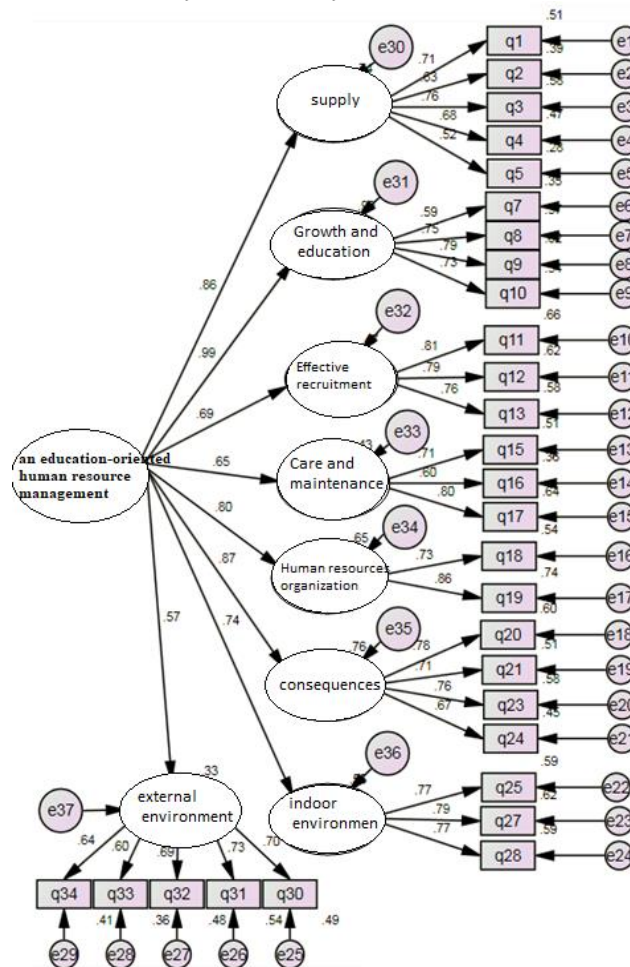 .51
e30
q1
e1
.71
.39
q2
e2
.63
supply
.76
q3
e3
.47
.68
q4
e4
.52
q5
e5
e31
.35
.59
q7
e6
Growth and
education
.75
q8
e7
.79
q9
e8
.73
q10
e9
.86
.66
e32
.99
.81
q11
e10
.62
Effective
recruitment
.79
q12
e11
.58
.69
.76
q13
e12
.51
e33
.71
q15
e13
an education-oriented
human resource
management
.65
Care and
maintenance
.60
q16
e14
.64
.80
q17
e15
.54
.80
.65
e34
.73
q18
e16
.87
Human resources
organization
.74
.86
q19
e17
.60
.57
.74
e35
.76
.78
q20
e18
.51
.71
q21
e19
consequences
.58
.76
q23
e20
.45
.67
q24
e21
e36
.59
.33
.77
q25
e22
e37
external
environment
indoor
environmen
.62
.79
q27
e23
.59
.77
q28
e24
.64
.60
.69
.73
.70
q34
q33
q32
q31
q30
.41
.36
.48
.54
.49
e29
e28
e27
e26
e25